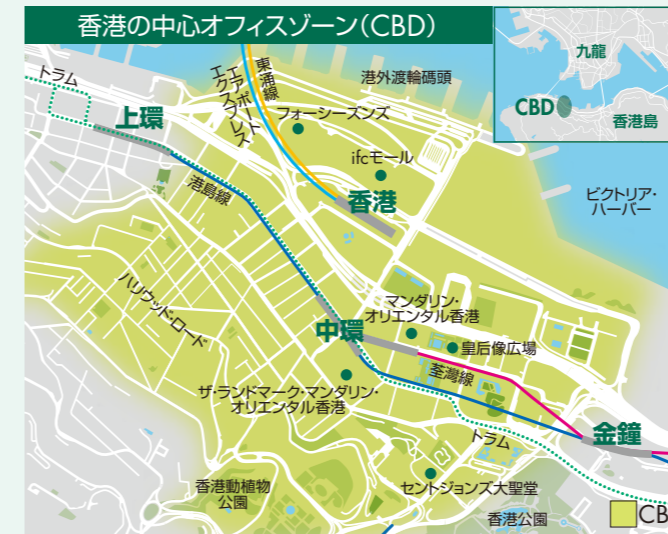 香港の中心オフィスゾーン(CBD)
九龍
CBD
香港島
トラム
上環
エアポート
エクスプレス
東涌線
港外渡輪碼頭
フォーシーズンズ
ifcモール
香港
ビクトリア・
ハーバー
港島線
ハリウッド・ロード
マンダリン・
オリエンタル香港
中環
皇后像広場
荃灣線
ザ・ランドマーク・マンダリン・
オリエンタル香港
トラム
金鐘
香港動植物
公園
セントジョンズ大聖堂
香港公園
CB